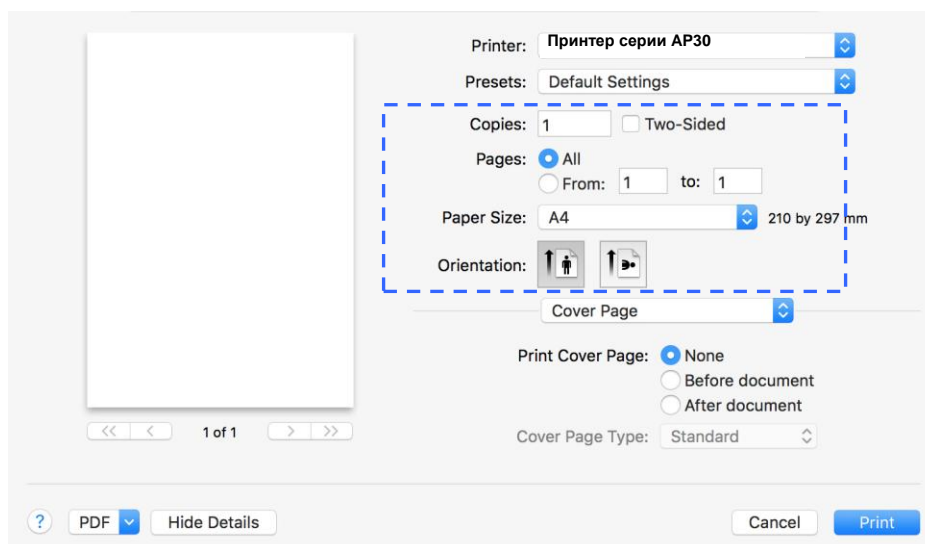 Printer: Принтер серии AP30
Presets: Default Settings
Copies: 1 Two-Sided
Pages: All
From: 1 to: 1
Paper Size: A4 210 by 297 mm
Orientation:
Cover Page
Print Cover Page: None
Before document
After document
Cover Page Type: Standard
<< < 1 of 1 > >>
? PDF Hide Details Cancel Print